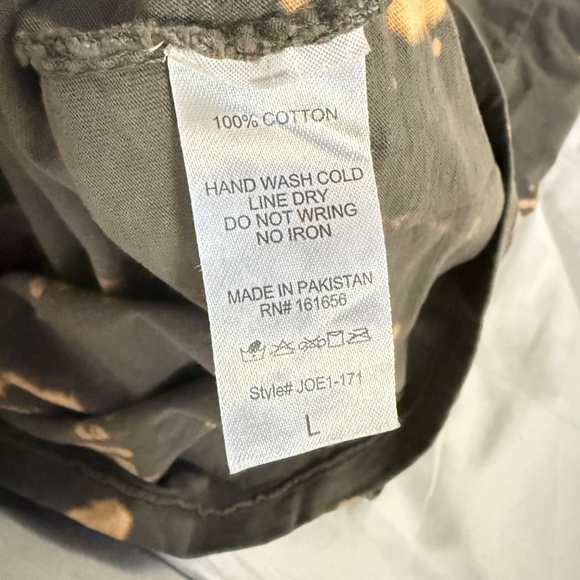 100% COTTON
HAND WASH COLD
LINE DRY
DO NOT WRING
NO IRON
MADE IN PAKISTAN
RN# 161656
Style# JOE1-171
L